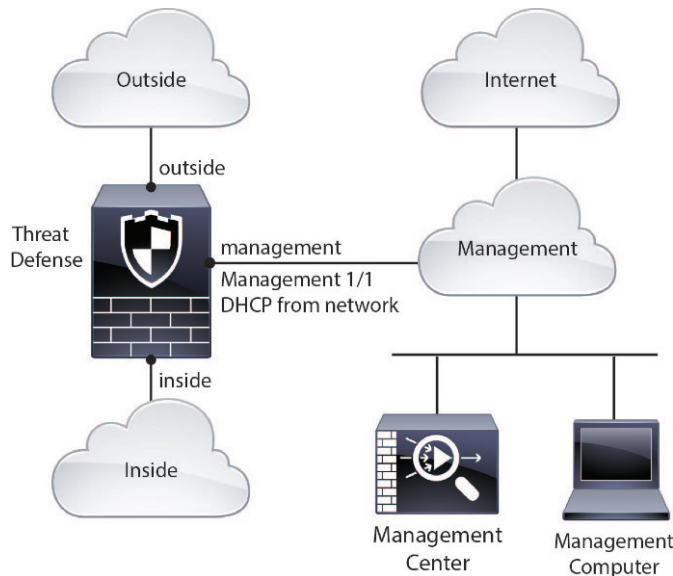 Outside
Internet
outside
Threat
Defense
management
Management 1/1
DHCP from network
Management
inside
Inside
Management
Center
Management
Computer